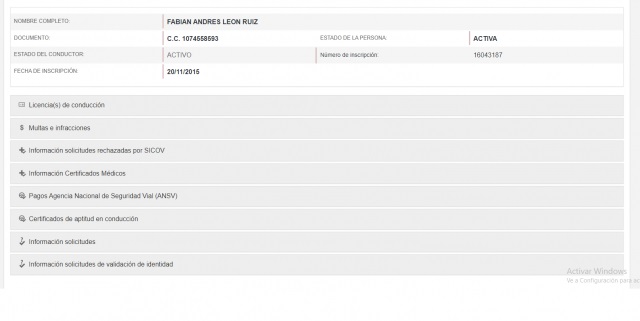 NOMBRE COMPLETO: FABIAN ANDRES LEON RUIZ
DOCUMENTO: C.C. 1074558593 ESTADO DE LA PERSONA: ACTIVA
ESTADO DEL CONDUCTOR: ACTIVO Número de inscripción: 16043187
FECHA DE INSCRIPCIÓN: 20/11/2015
Licencia(s) de conducción
$ Multas e infracciones
Información solicitudes rechazadas por SICOV
Información Certificados Médicos
Pagos Agencia Nacional de Seguridad Vial (ANSV)
Certificados de aptitud en conducción
Información solicitudes
Información solicitudes de validación de identidad
Activar Windows
Ve a Configuración para ac